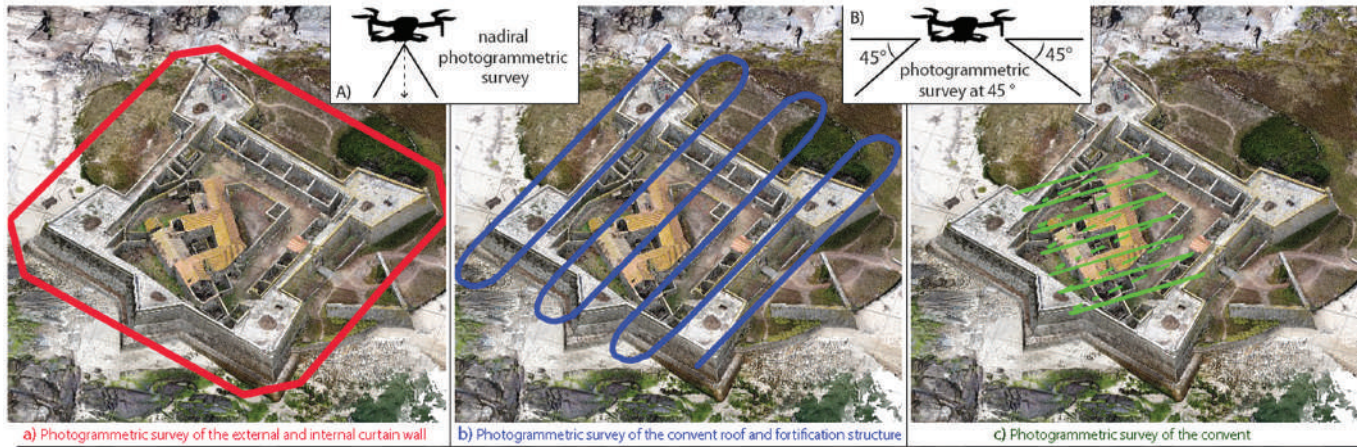 nadiral
photogrammetric
survey
A)
B)
45°
45°
photogrammetric
survey at 45 °
a) Photogrammetric survey of the external and internal curtain wall
b) Photogrammetric survey of the convent roof and fortification structure
c) Photogrammetric survey of the convent